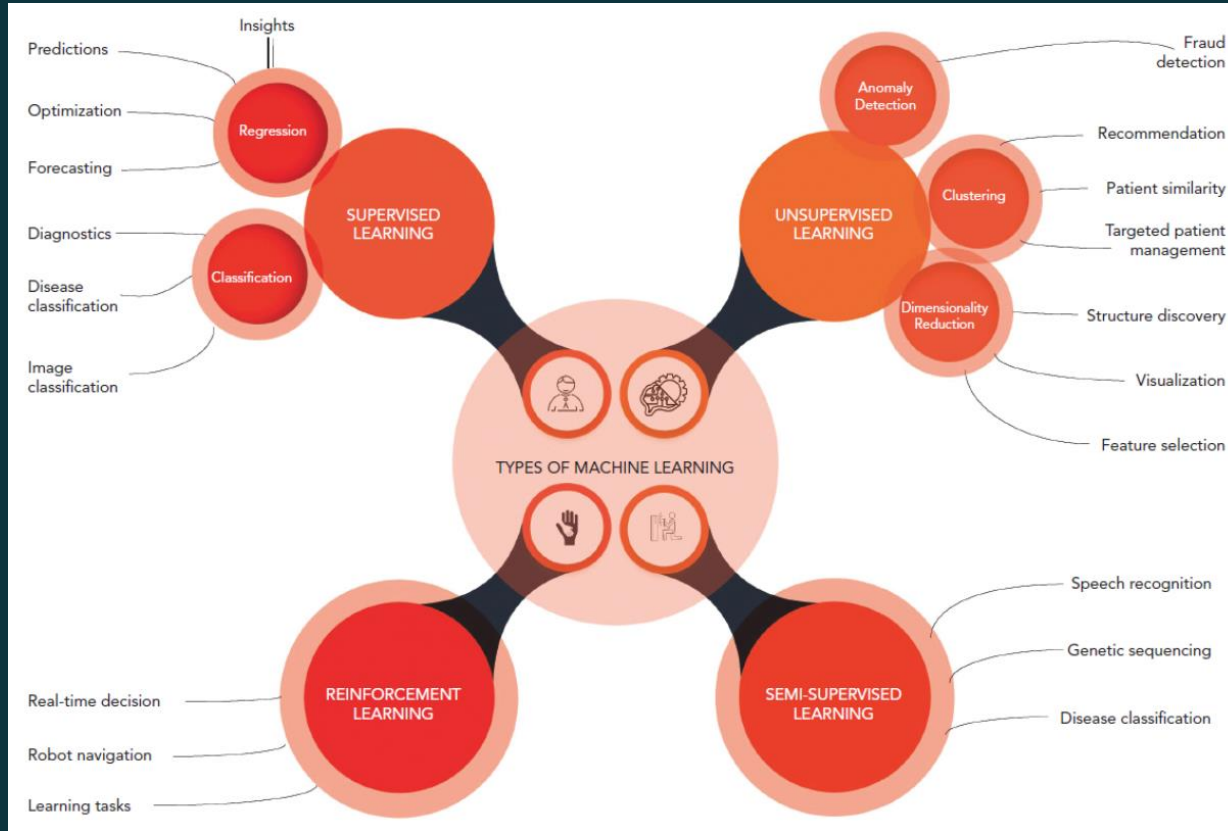 Insights
Predictions
Optimization
Forecasting
Regression
Diagnostics
Disease
classification
Image
classification
Classification
SUPERVISED
LEARNING
Fraud
detection
Anomaly
Detection
Recommendation
Patient similarity
Targeted patient
management
Clustering
UNSUPERVISED
LEARNING
Dimensionality
Reduction
Structure discovery
Visualization
Feature selection
TYPES OF MACHINE LEARNING
Real-time decision
Robot navigation
Learning tasks
REINFORCEMENT
LEARNING
SEMI-SUPERVISED
LEARNING
Speech recognition
Genetic sequencing
Disease classification